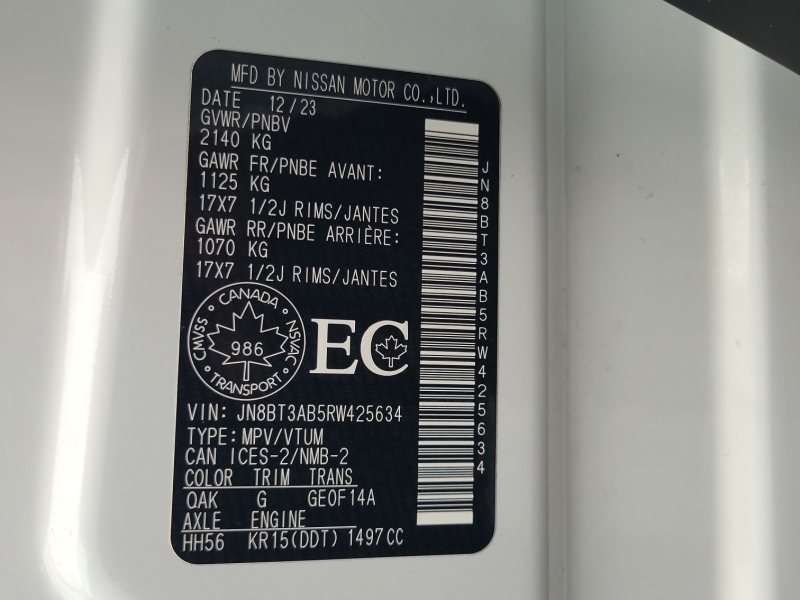 MFD BY NISSAN MOTOR CO.,LTD.
DATE 12/23
GVWR/PNBV
2140 KG
GAWR FR/PNBE AVANT:
1125 KG
17X7 1/2J RIMS/JANTES
GAWR RR/PNBE ARRIÈRE:
1070 KG
17X7 1/2J RIMS/JANTES
CANADA
CMVSS 986 NSVAC
TRANSPORT
EC
VIN: JN8BT3AB5RW425634
TYPE: MPV/VTUM
CAN ICES-2/NMB-2
COLOR TRIM TRANS
QAK G GE0F14A
AXLE ENGINE
HH56 KR15(DDT) 1497CC
JN8BT3AB5RW425634